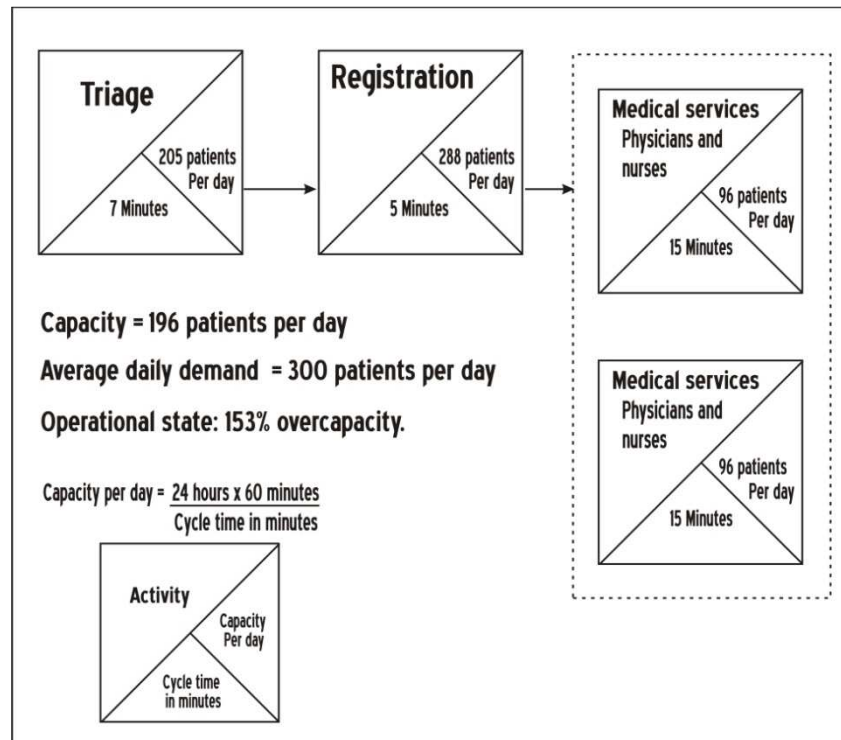 Triage
205 patients
Per day
7 Minutes
Registration
288 patients
Per day
5 Minutes
Medical services
Physicians and
nurses
96 patients
Per day
15 Minutes
Medical services
Physicians and
nurses
96 patients
Per day
15 Minutes
Capacity = 196 patients per day
Average daily demand = 300 patients per day
Operational state: 153% overcapacity.
Capacity per day = 24 hours x 60 minutes
Cycle time in minutes
Activity
Capacity
Per day
Cycle time
in minutes